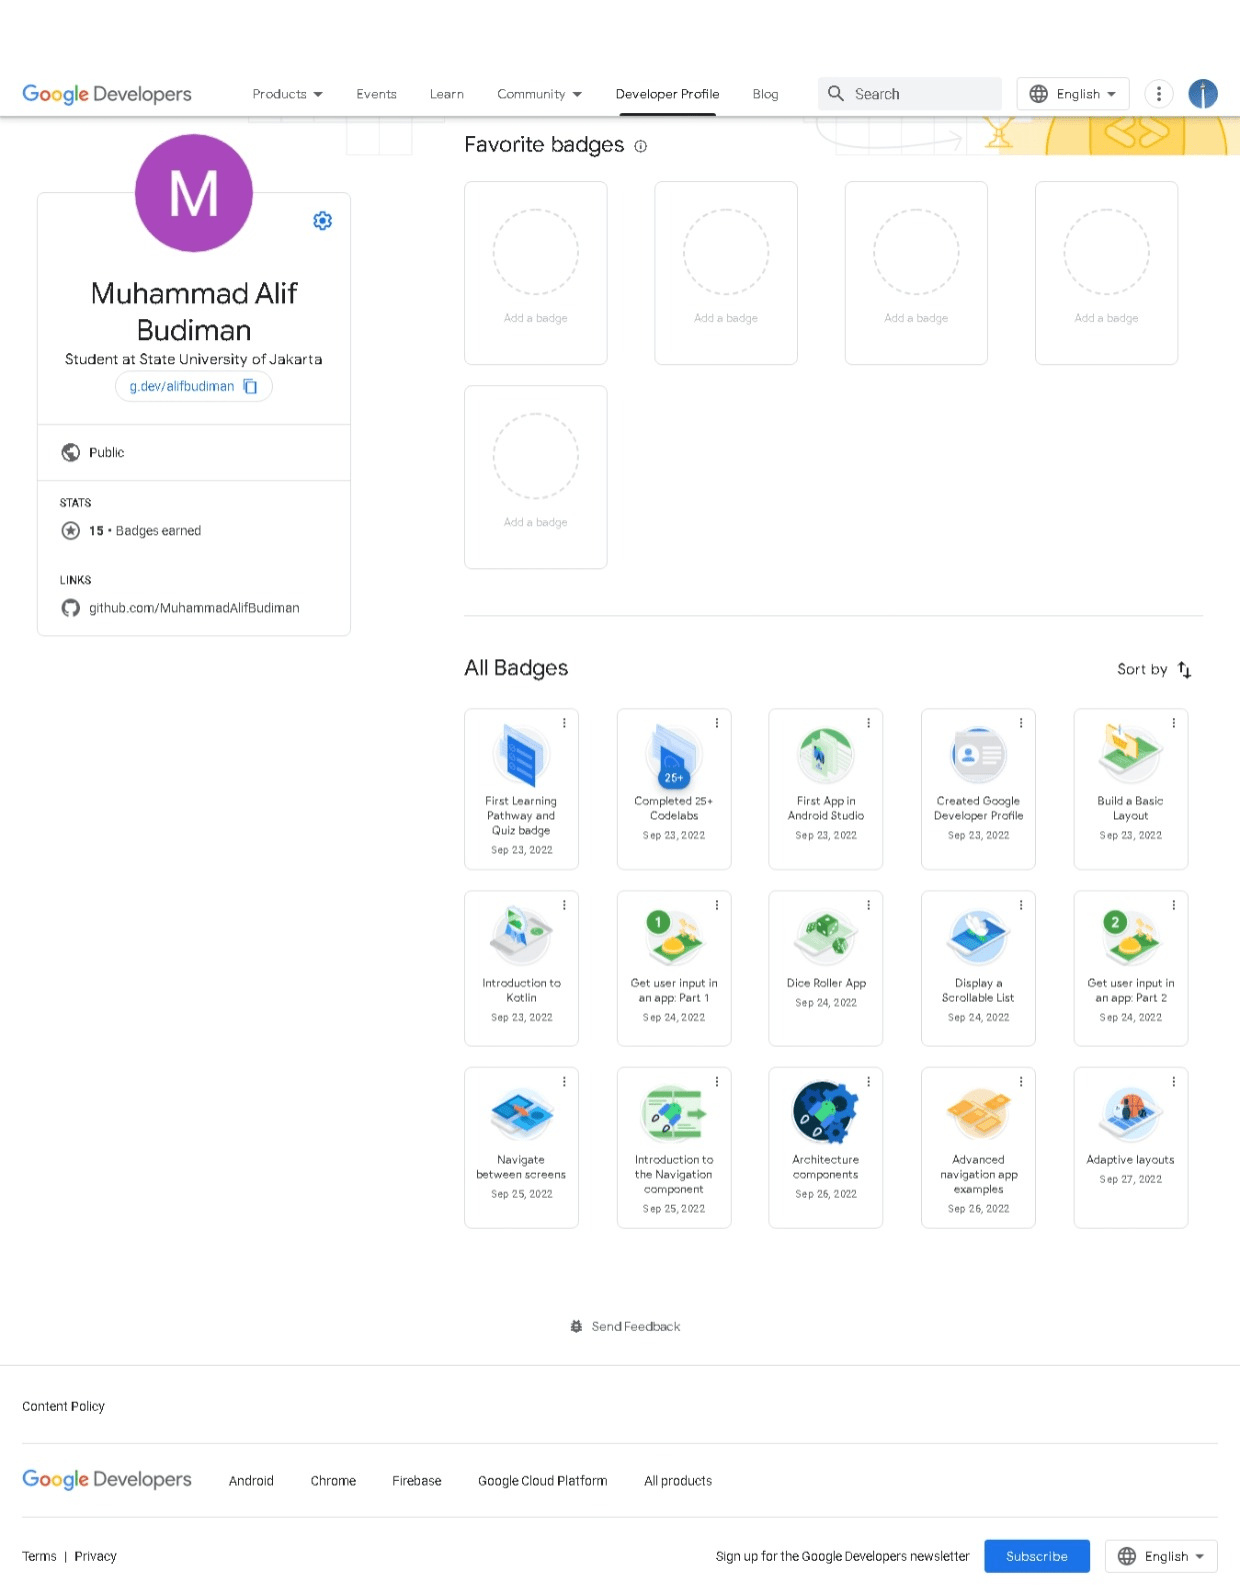 Google Developers
Products
Events
Learn
Community
Developer Profile
Blog
Search
English
M
Muhammad Alif
Budiman
Student at State University of Jakarta
g.dev/alifbudiman
Public
STATS
15 • Badges earned
LINKS
github.com/MuhammadAlifBudiman
Favorite badges
Add a badge
Add a badge
Add a badge
Add a badge
Add a badge
All Badges
Sort by
First Learning
Pathway and
Quiz badge
Sep 23, 2022
25+
Completed 25+
Codelabs
Sep 23, 2022
First App in
Android Studio
Sep 23, 2022
Created Google
Developer Profile
Sep 23, 2022
Build a Basic
Layout
Sep 23, 2022
Introduction to
Kotlin
Sep 23, 2022
1
Get user input in
an app: Part 1
Sep 24, 2022
Dice Roller App
Sep 24, 2022
Display a
Scrollable List
Sep 24, 2022
2
Get user input in
an app: Part 2
Sep 24, 2022
Navigate
between screens
Sep 25, 2022
Introduction to
the Navigation
component
Sep 25, 2022
Architecture
components
Sep 26, 2022
Advanced
navigation app
examples
Sep 26, 2022
Adaptive layouts
Sep 27, 2022
Send Feedback
Content Policy
Google Developers
Android
Chrome
Firebase
Google Cloud Platform
All products
Terms | Privacy
Sign up for the Google Developers newsletter
Subscribe
English